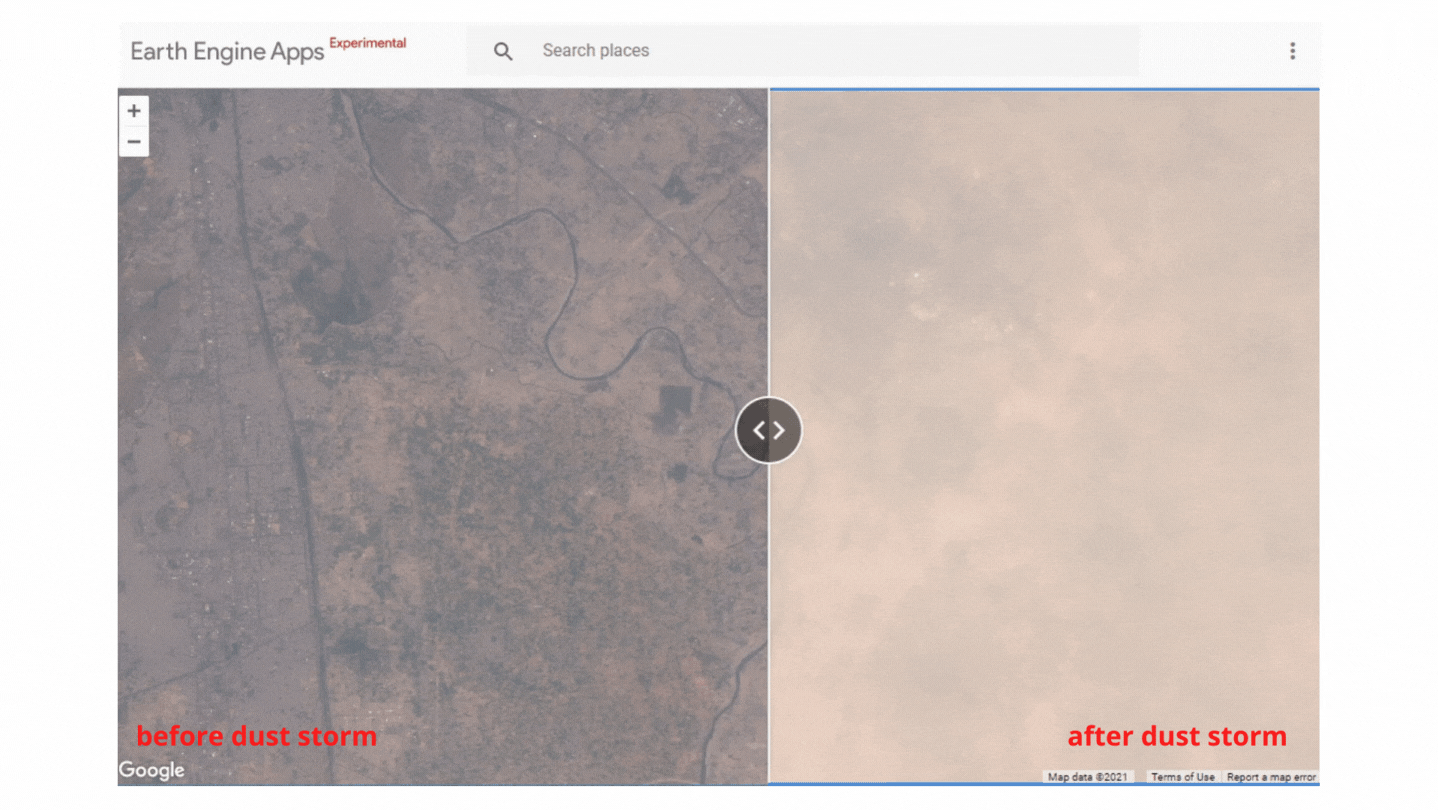 Earth Engine Apps Experimental
Search places
+
−
before dust storm
after dust storm
Google
Map data ©2021 Terms of Use Report a map error